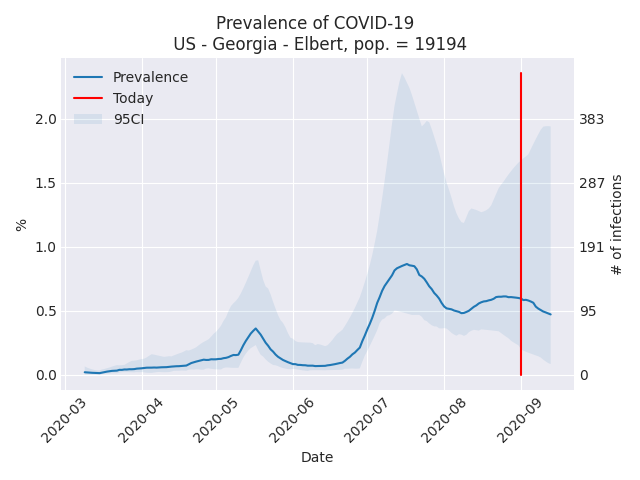 Prevalence of COVID-19
US - Georgia - Elbert, pop. = 19194
Prevalence
Today
95CI
2.0
1.5
1.0
0.5
0.0
%
383
287
191
95
0
# of infections
2020-03
2020-04
2020-05
2020-06
2020-07
2020-08
2020-09
Date